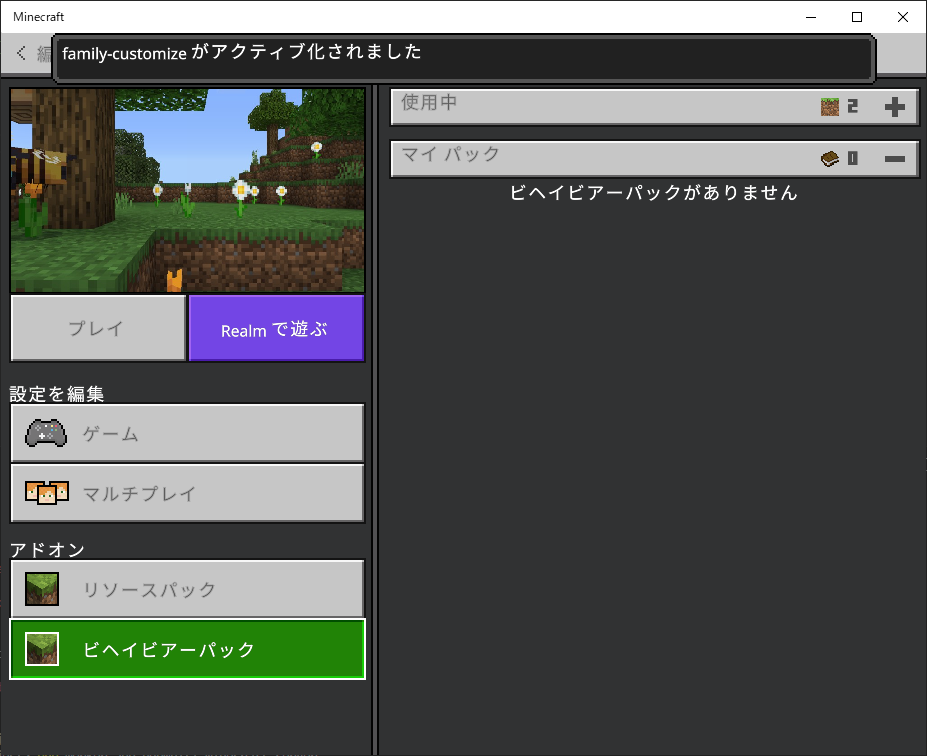 Minecraft
編
family-customize がアクティブ化されました
使用中
2
マイ パック
0
ビヘイビアーパックがありません
プレイ
Realm で遊ぶ
設定を編集
ゲーム
マルチプレイ
アドオン
リソースパック
ビヘイビアーパック